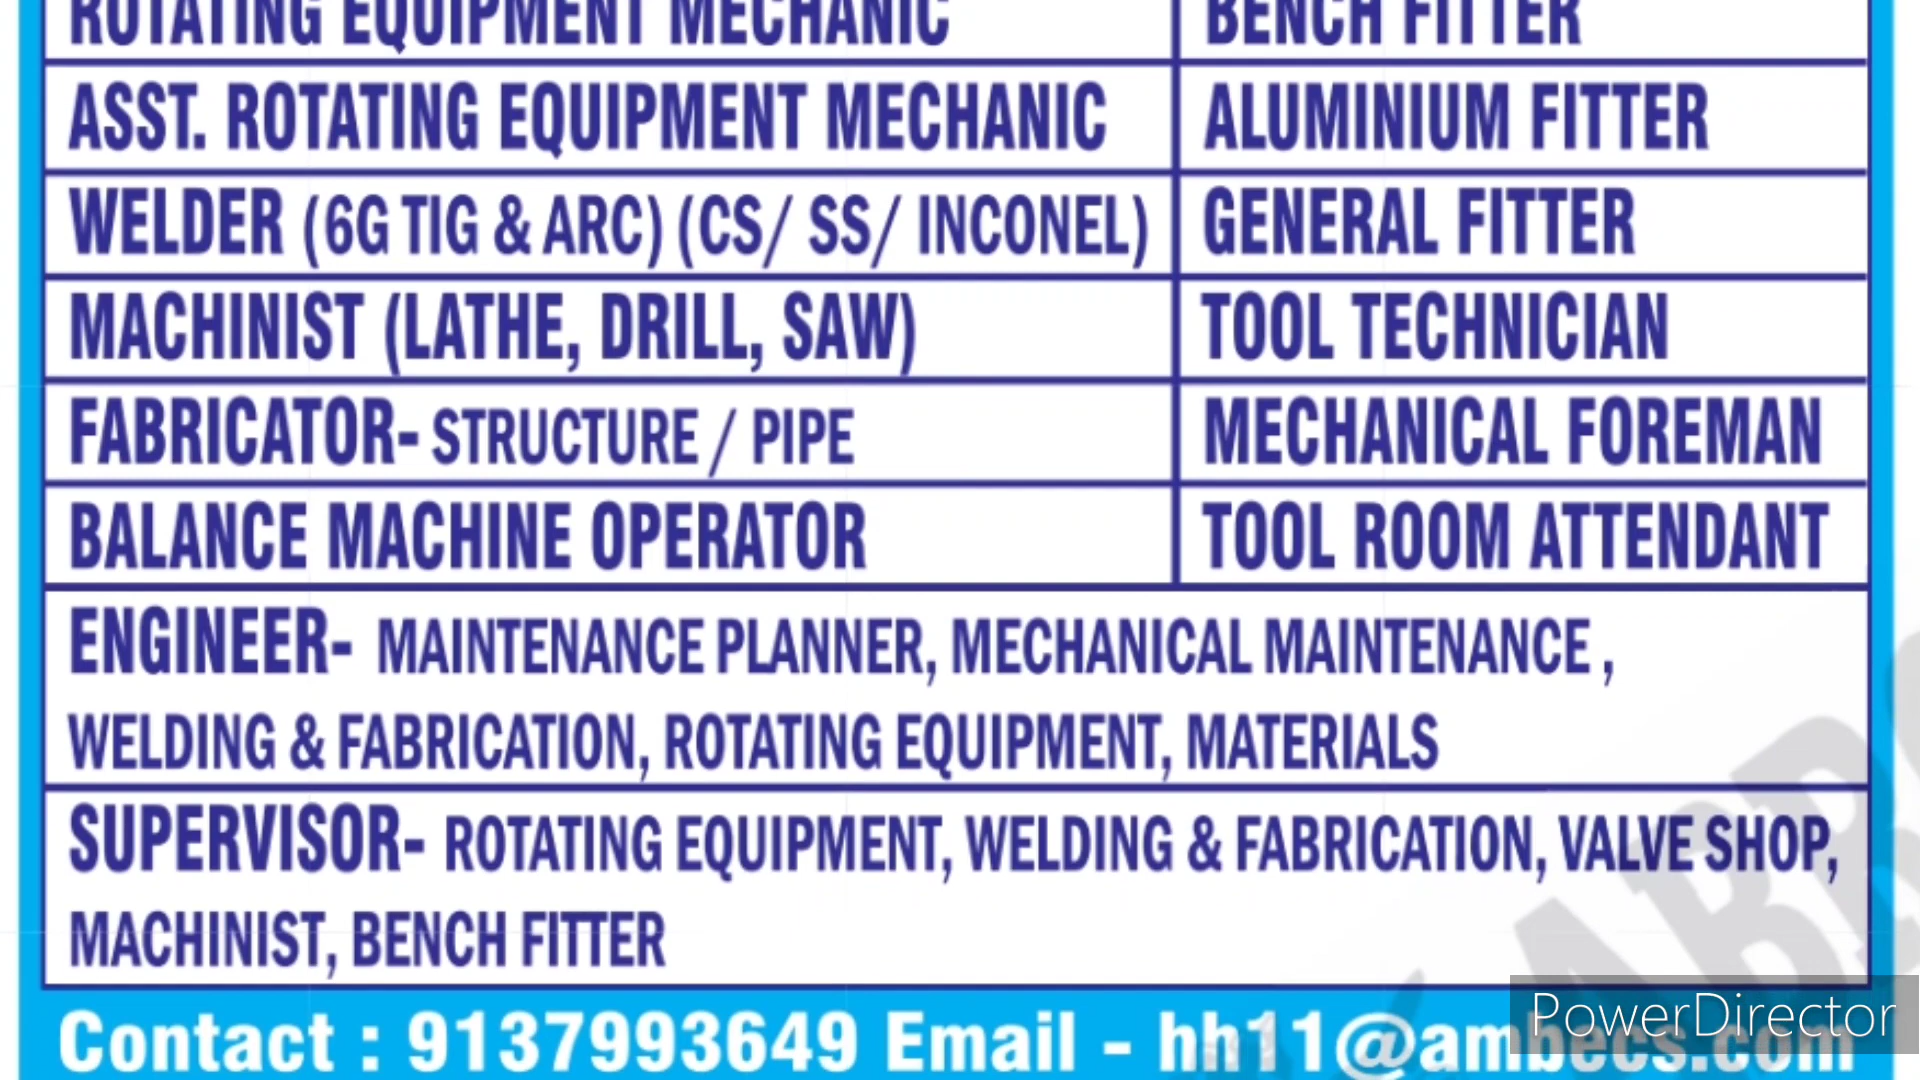 ROTATING EQUIPMENT MECHANIC BENCH FITTER
ASST. ROTATING EQUIPMENT MECHANIC ALUMINIUM FITTER
WELDER (6G TIG & ARC) (CS/ SS/ INCONEL) GENERAL FITTER
MACHINIST (LATHE, DRILL, SAW) TOOL TECHNICIAN
FABRICATOR- STRUCTURE / PIPE MECHANICAL FOREMAN
BALANCE MACHINE OPERATOR TOOL ROOM ATTENDANT
ENGINEER- MAINTENANCE PLANNER, MECHANICAL MAINTENANCE ,
WELDING & FABRICATION, ROTATING EQUIPMENT, MATERIALS
SUPERVISOR- ROTATING EQUIPMENT, WELDING & FABRICATION, VALVE SHOP,
MACHINIST, BENCH FITTER
Contact : 9137993649 Email - hh11@ambecs.com
PowerDirector